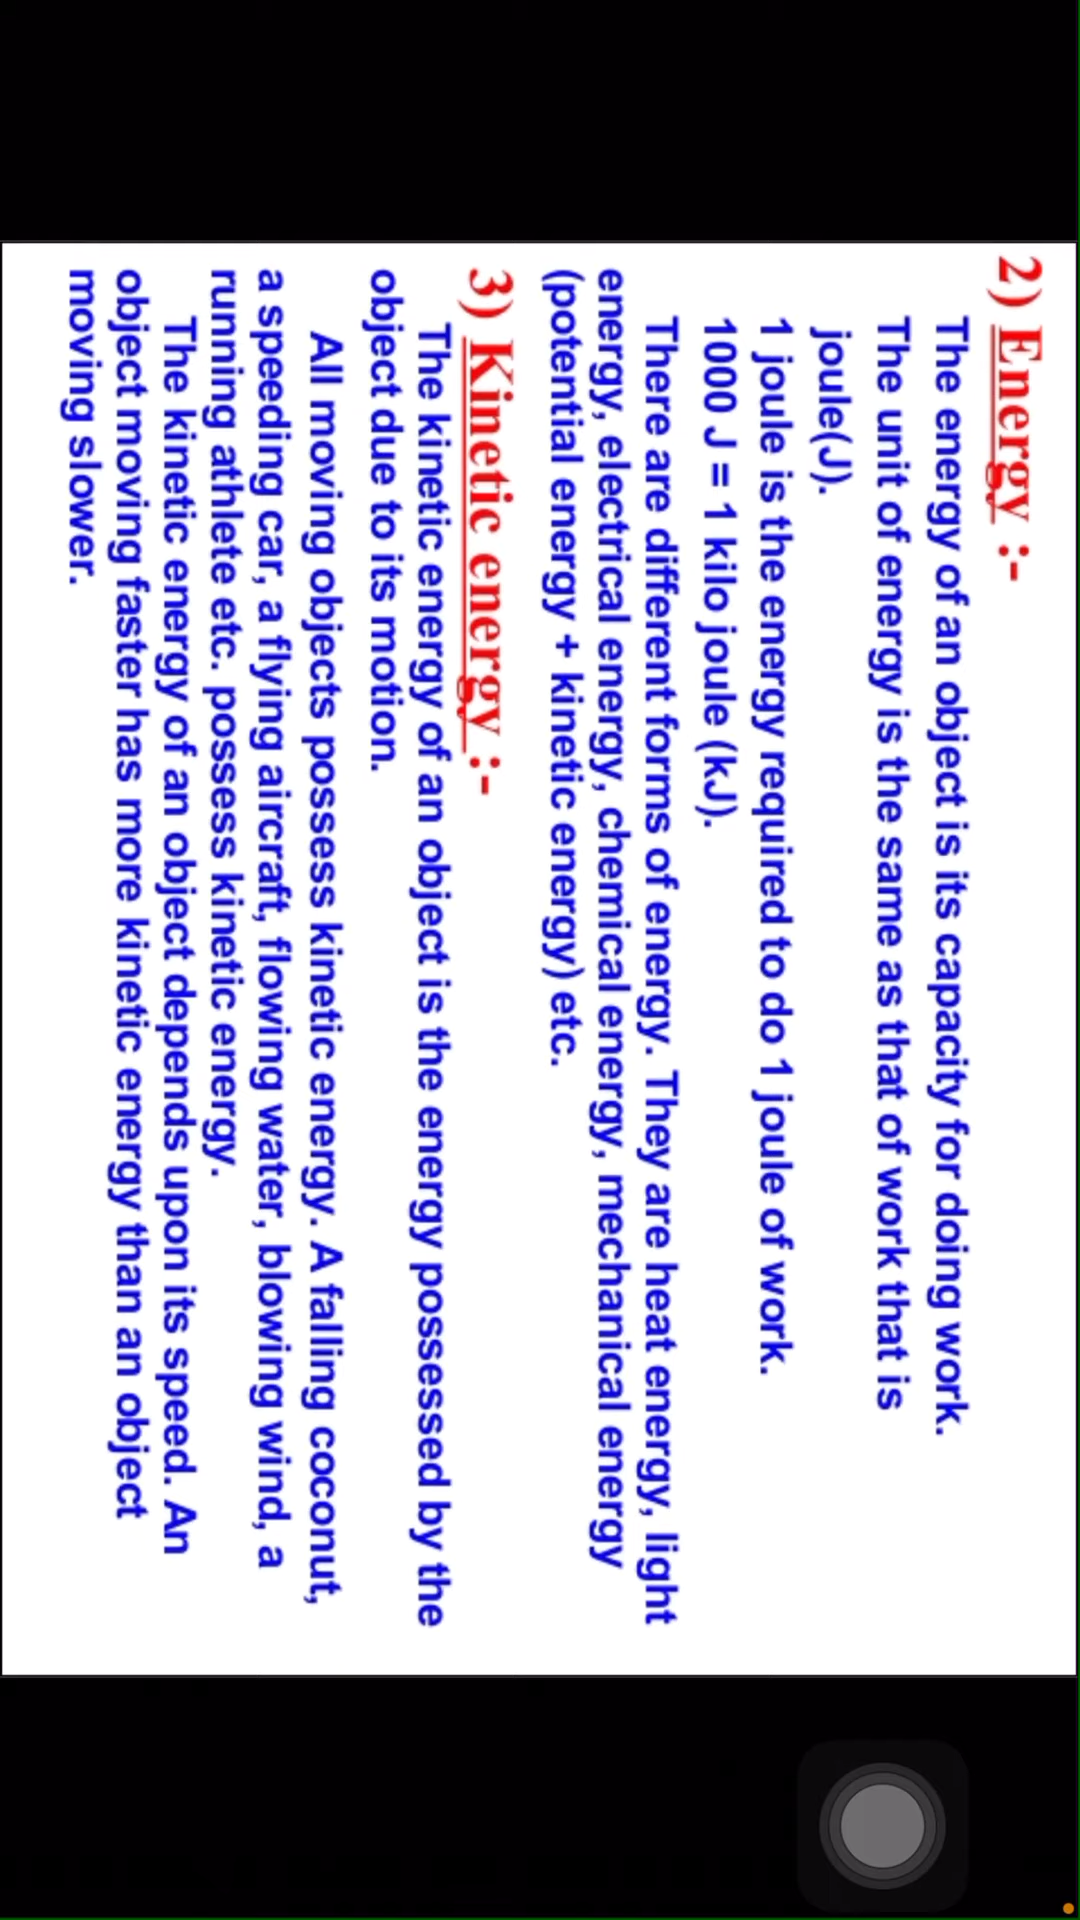 2) Energy :-
The energy of an object is its capacity for doing work.
The unit of energy is the same as that of work that is
joule(J).
1 joule is the energy required to do 1 joule of work.
1000 J = 1 kilo joule (kJ).
There are different forms of energy. They are heat energy, light
energy, electrical energy, chemical energy, mechanical energy
(potential energy + kinetic energy) etc.
3) Kinetic energy :-
The kinetic energy of an object is the energy possessed by the
object due to its motion.
All moving objects possess kinetic energy. A falling coconut,
a speeding car, a flying aircraft, flowing water, blowing wind, a
running athlete etc. possess kinetic energy.
The kinetic energy of an object depends upon its speed. An
object moving faster has more kinetic energy than an object
moving slower.